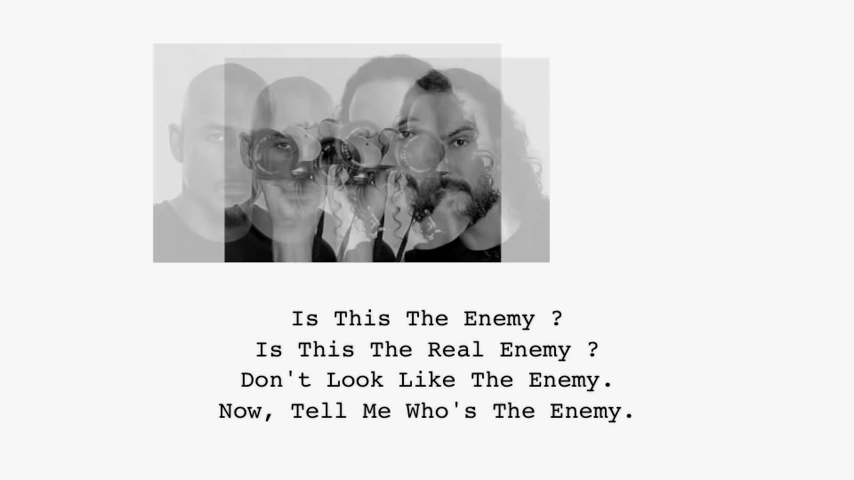 Is This The Enemy ?
Is This The Real Enemy ?
Don't Look Like The Enemy.
Now, Tell Me Who's The Enemy.